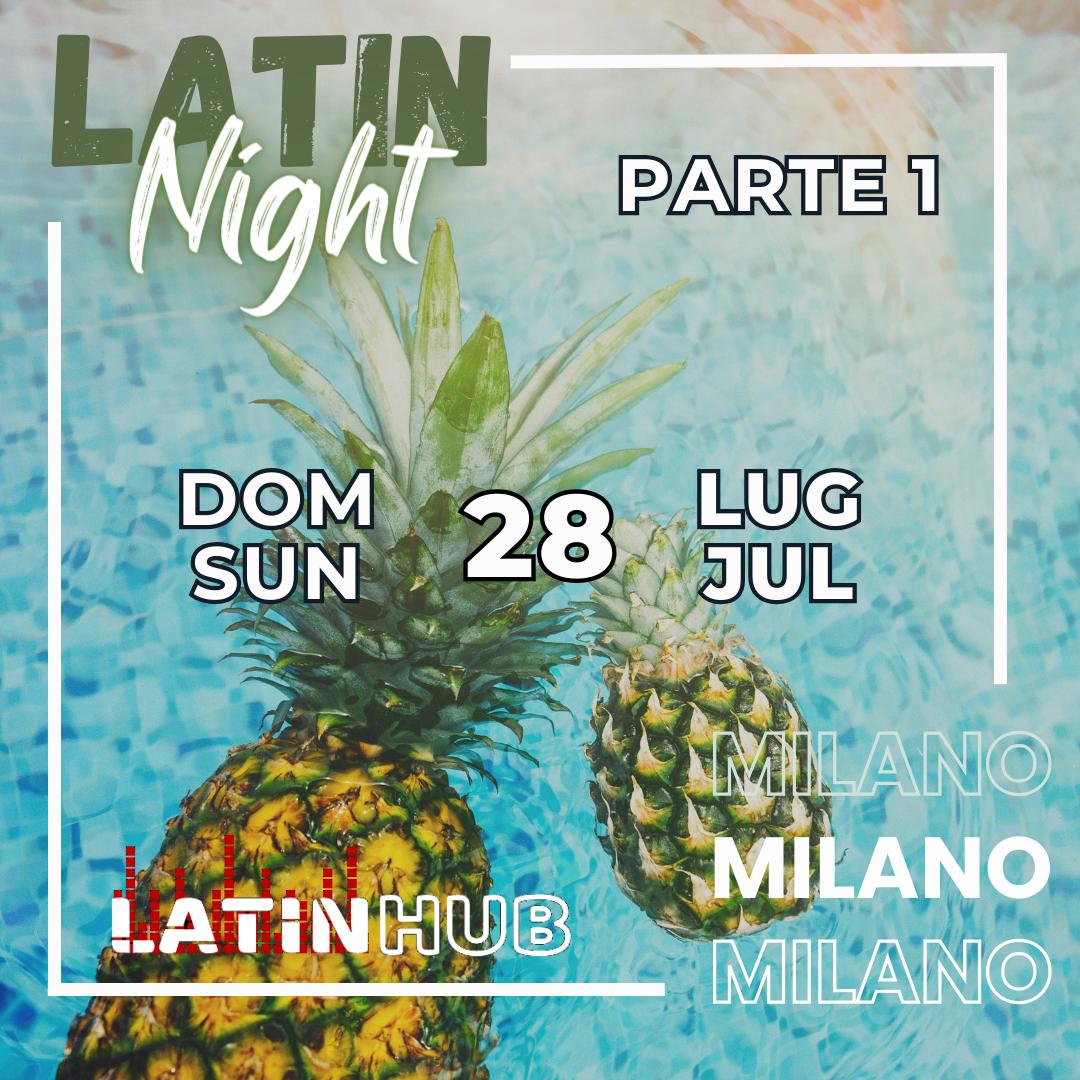 LATIN
Night
PARTE 1
DOM
SUN
28
LUG
JUL
MILANO
MILANO
MILANO
LATINHUB